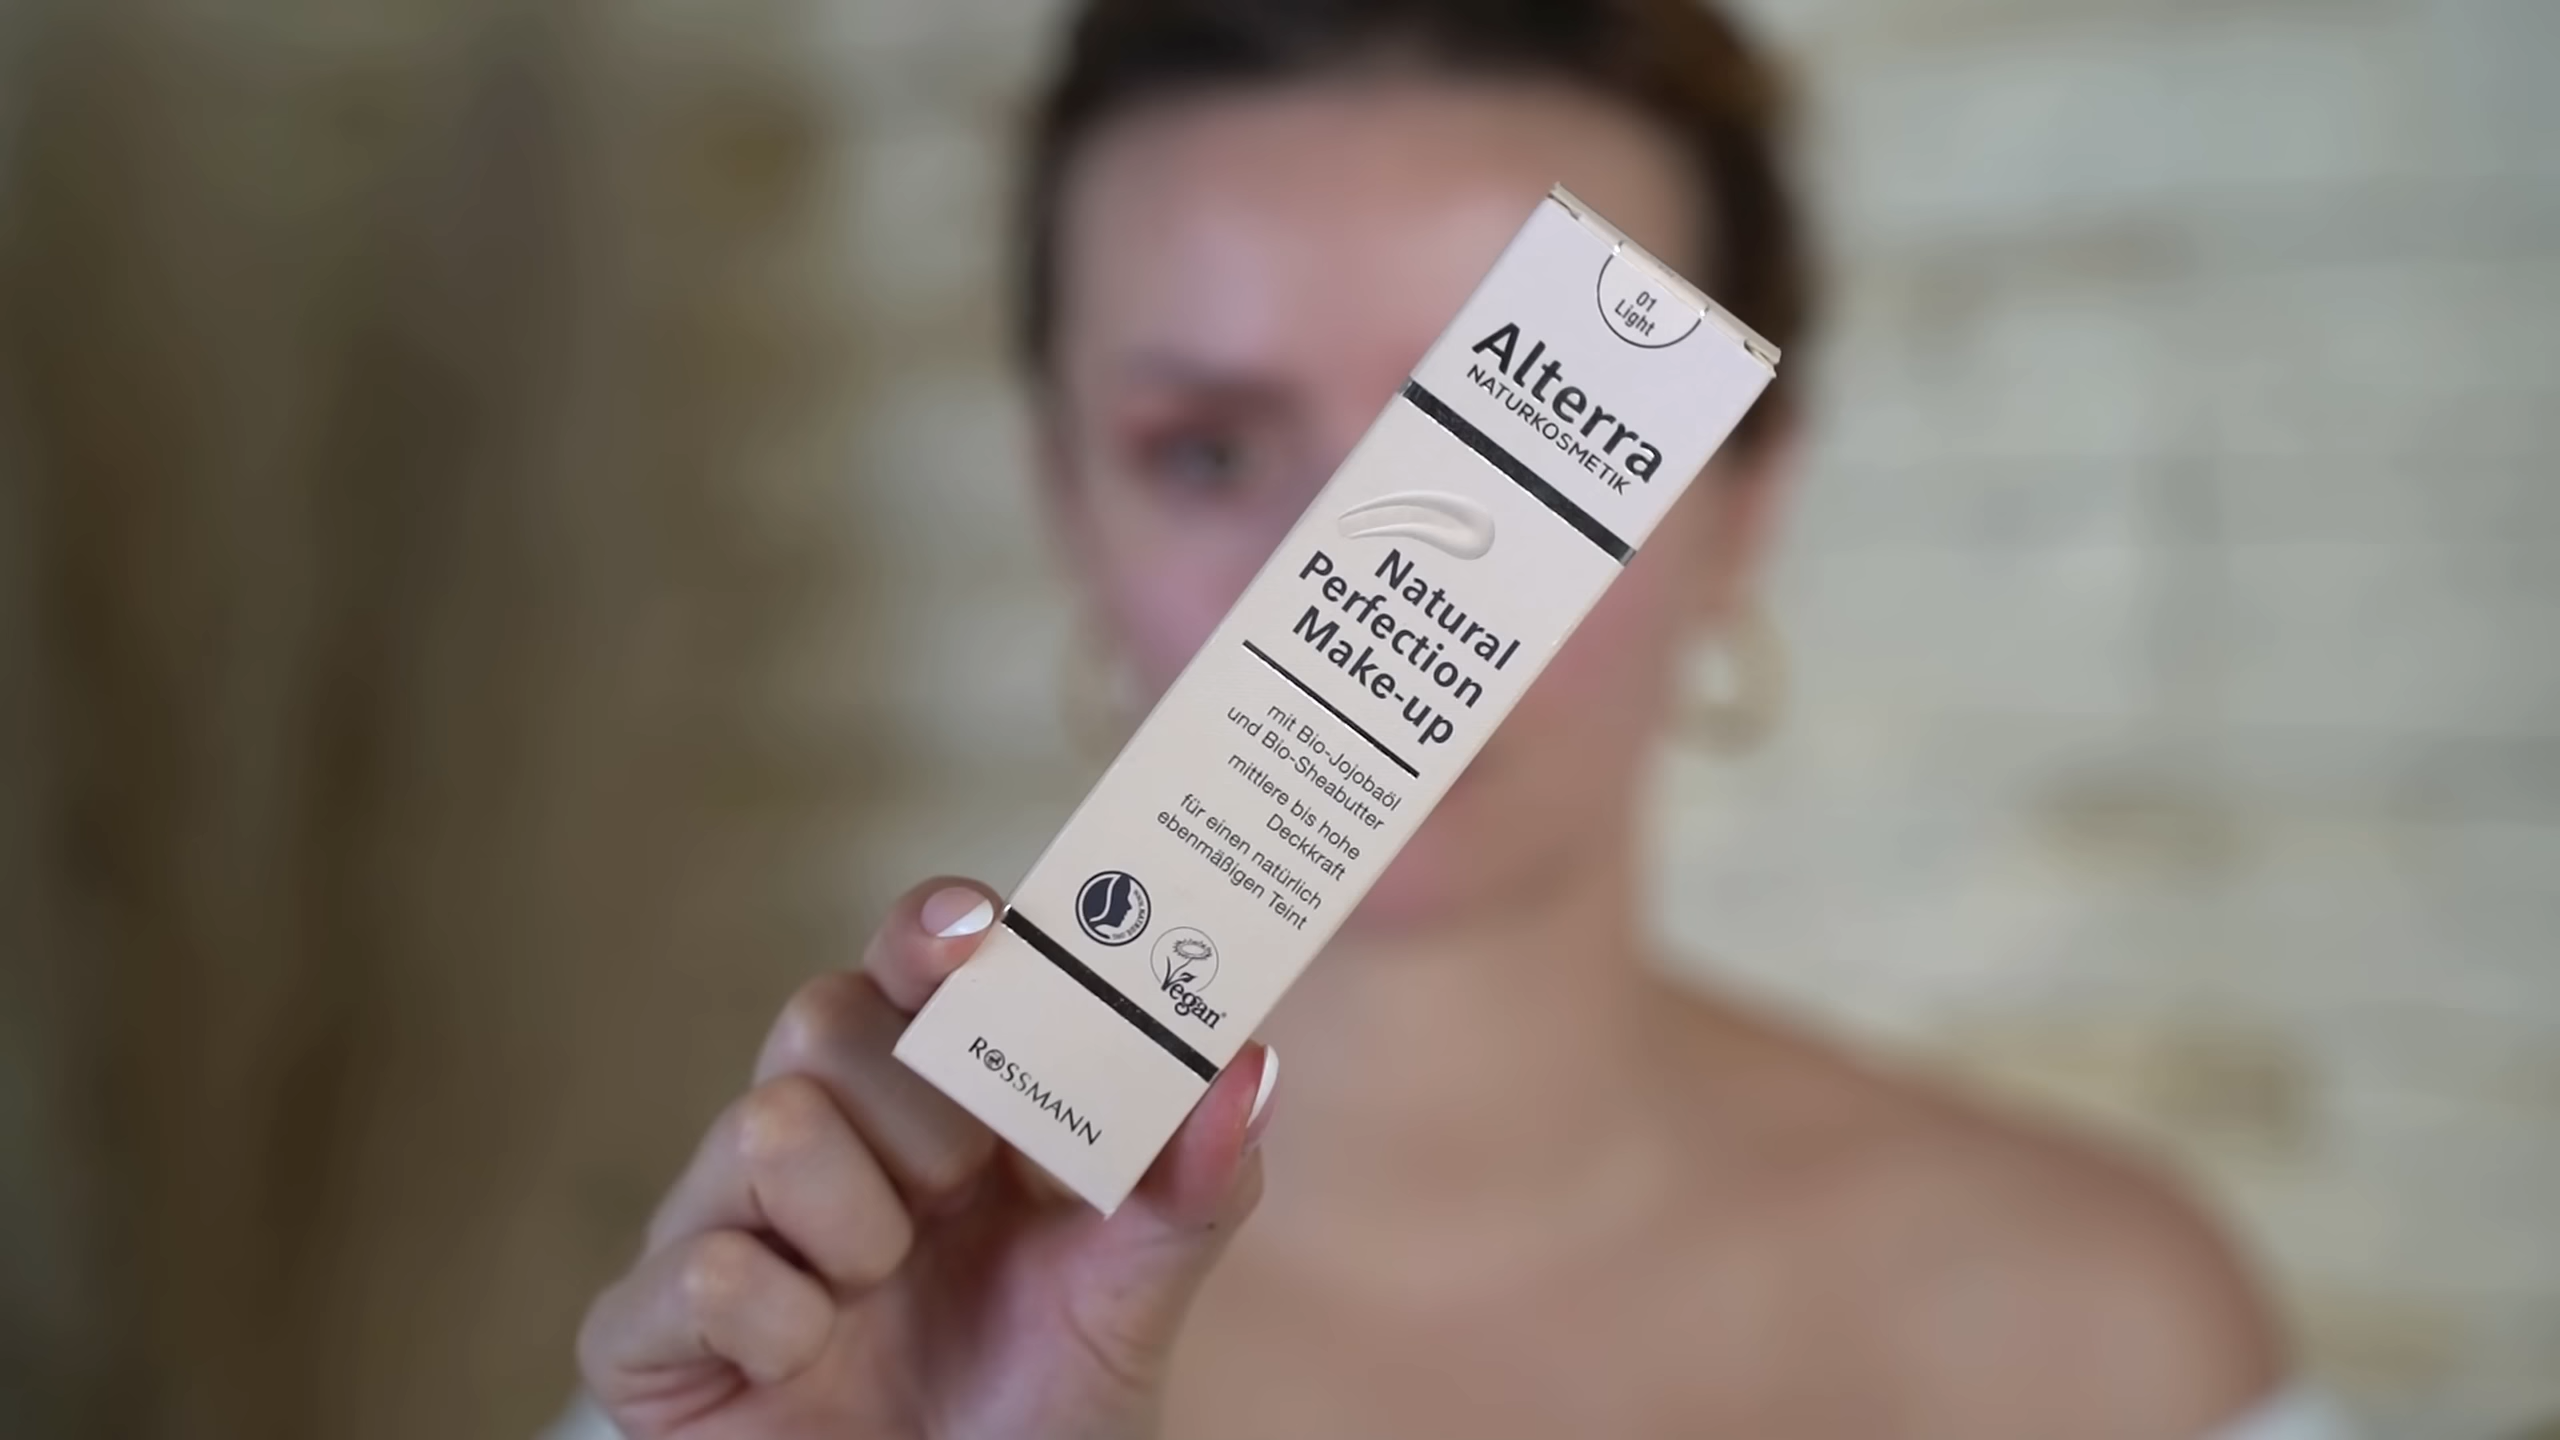 01
Light
Alterra
NATURKOSMETIK
Natural
Perfection
Make-up
mit Bio-Jojobaöl
und Bio-Sheabutter
mittlere bis hohe
Deckkraft
für einen natürlich
ebenmäßigen Teint
Vegan
ROSSMANN